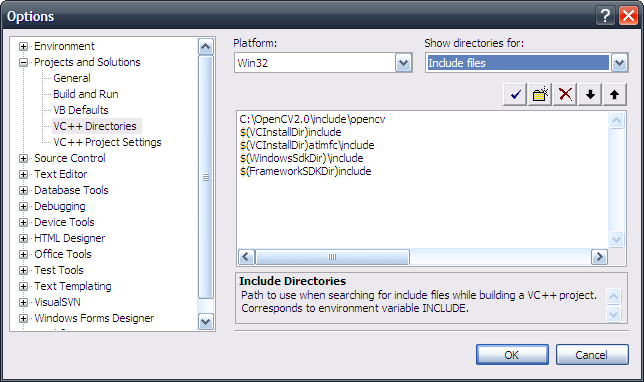 Options
Environment
Projects and Solutions
General
Build and Run
VB Defaults
VC++ Directories
VC++ Project Settings
Source Control
Text Editor
Database Tools
Debugging
Device Tools
HTML Designer
Office Tools
Test Tools
Text Templating
VisualSVN
Windows Forms Designer
Platform:
Win32
Show directories for:
Include files
C:\OpenCV2.0\include\opencv
$(VCInstallDir)include
$(VCInstallDir)atlmfc\include
$(WindowsSdkDir)\include
$(FrameworkSDKDir)include
Include Directories
Path to use when searching for include files while building a VC++ project.
Corresponds to environment variable INCLUDE.
OK
Cancel